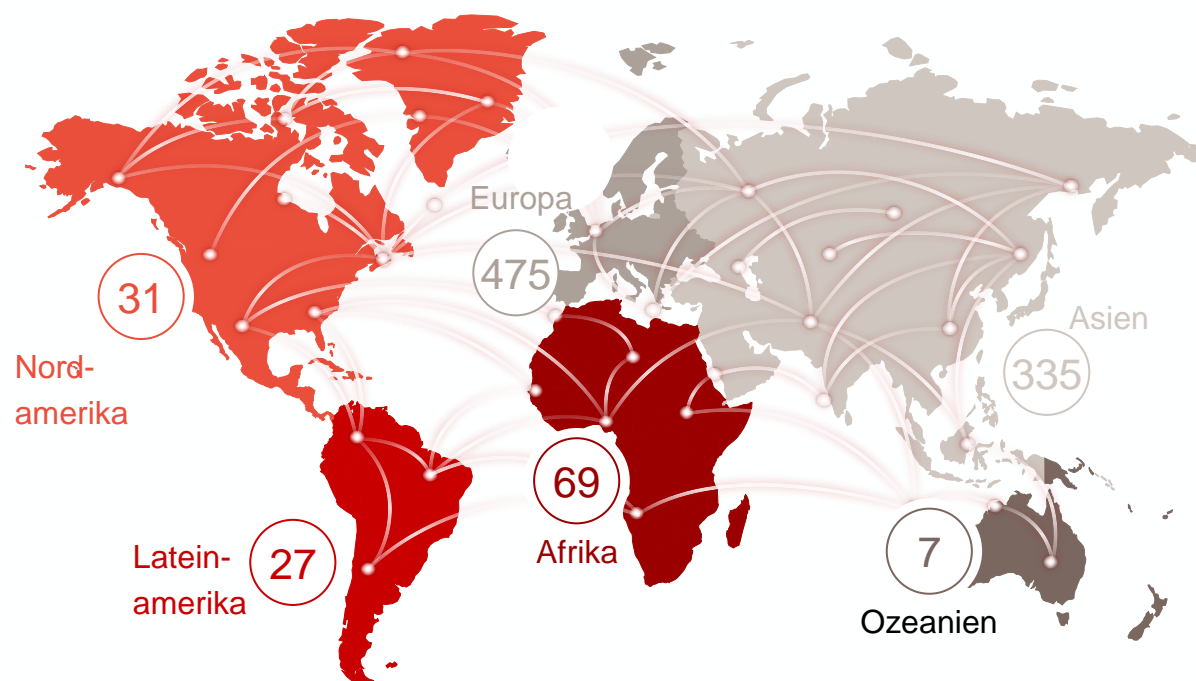 Europa
475
31
Nord-
amerika
Asien
335
69
Afrika
Latein-
amerika
27
7
Ozeanien